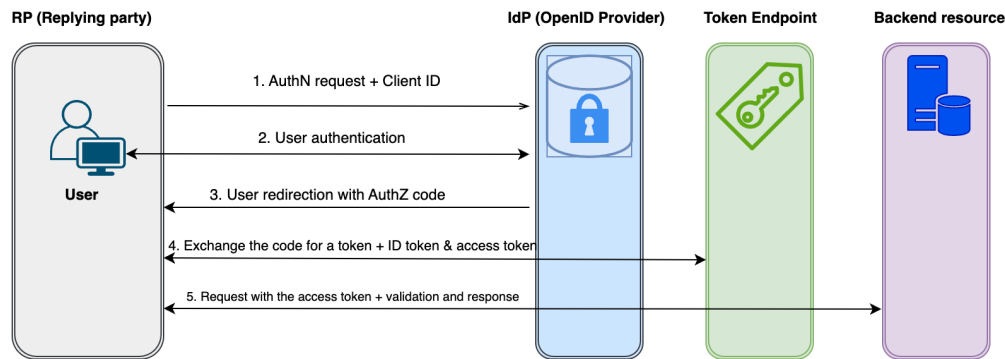 RP (Replying party)
IdP (OpenID Provider)
Token Endpoint
Backend resource
1. AuthN request + Client ID
2. User authentication
User
3. User redirection with AuthZ code
4. Exchange the code for a token + ID token & access token
5. Request with the access token + validation and response